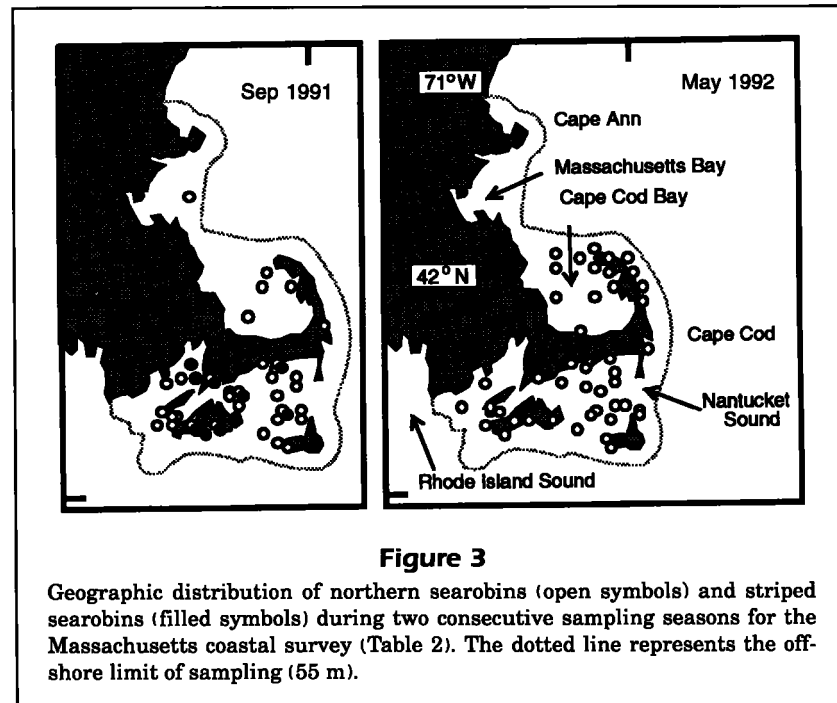 Sep 1991
71°W
May 1992
Cape Ann
Massachusetts Bay
Cape Cod Bay
42°N
Cape Cod
Nantucket
Sound
Rhode Island Sound
Figure 3
Geographic distribution of northern searobins (open symbols) and striped
searobins (filled symbols) during two consecutive sampling seasons for the
Massachusetts coastal survey (Table 2). The dotted line represents the off-
shore limit of sampling (55 m).